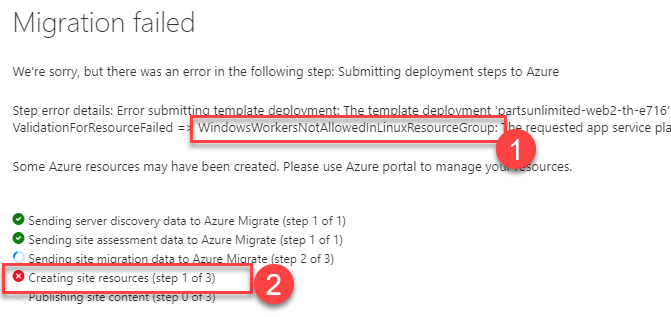 Migration failed
We're sorry, but there was an error in the following step: Submitting deployment steps to Azure
Step error details: Error submitting template deployment: The template deployment 'partsunlimited-web2-th-e716'
ValidationForResourceFailed => WindowsWorkersNotAllowedInLinuxResourceGroup: The requested app service pla
1
Some Azure resources may have been created. Please use Azure portal to manage your resources.
Sending server discovery data to Azure Migrate (step 1 of 1)
Sending site assessment data to Azure Migrate (step 1 of 1)
Sending site migration data to Azure Migrate (step 2 of 3)
Creating site resources (step 1 of 3)
2
Publishing site content (step 0 of 3)